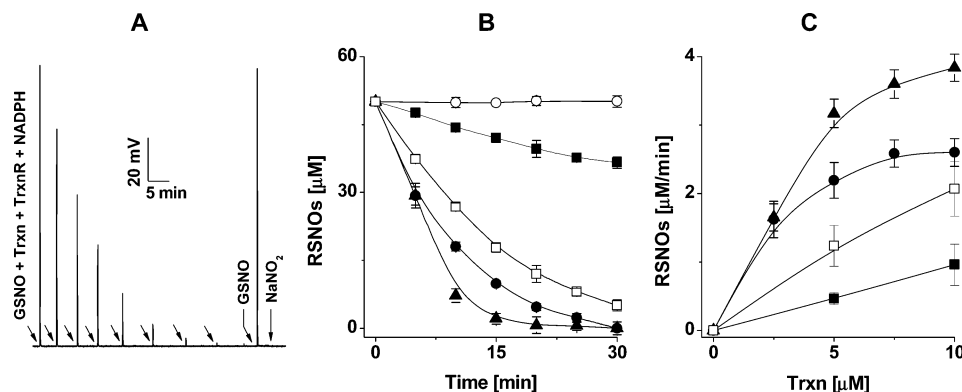 A
GSNO + Trxn + TrxnR + NADPH
20 mV
5 min
GSNO
NaNO2
B
RSNOs [µM]
60
30
0
0
15
30
Time [min]
C
RSNOs [µM/min]
4
2
0
0
5
10
Trxn [µM]